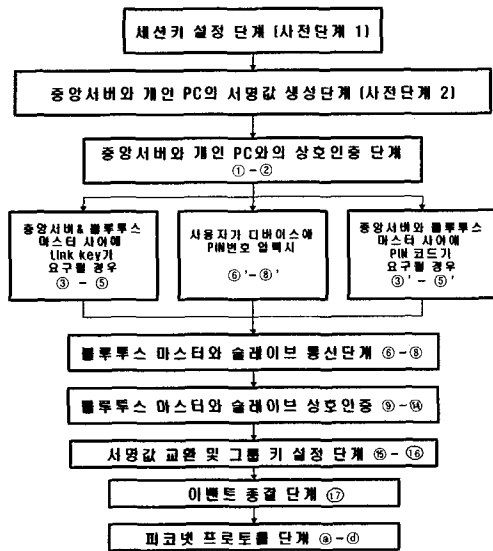 세션키 설정 단계 (사전단계 1)
중앙서버와 개인 PC의 서명값 생성단계 (사전단계 2)
중앙서버와 개인 PC와의 상호인증 단계
① - ②
중앙서버& 블루투스
마스터 사이에
Link key가
요구될 경우
③ - ⑤
사용자가 디바이스에
PIN번호 입력시
⑥' - ⑧'
중앙서버와 블루투스
마스터 사이에
PIN 코드가
요구될 경우
③' - ⑤'
블루투스 마스터와 슬레이브 통신단계 ⑥ - ⑧
블루투스 마스터와 슬레이브 상호인증 ⑨ - ⑭
서명값 교환 및 그룹 키 설정 단계 ⑮ - ⑯
이벤트 종결 단계 ⑰
피코넷 프로토콜 단계 ⓐ - ⓓ